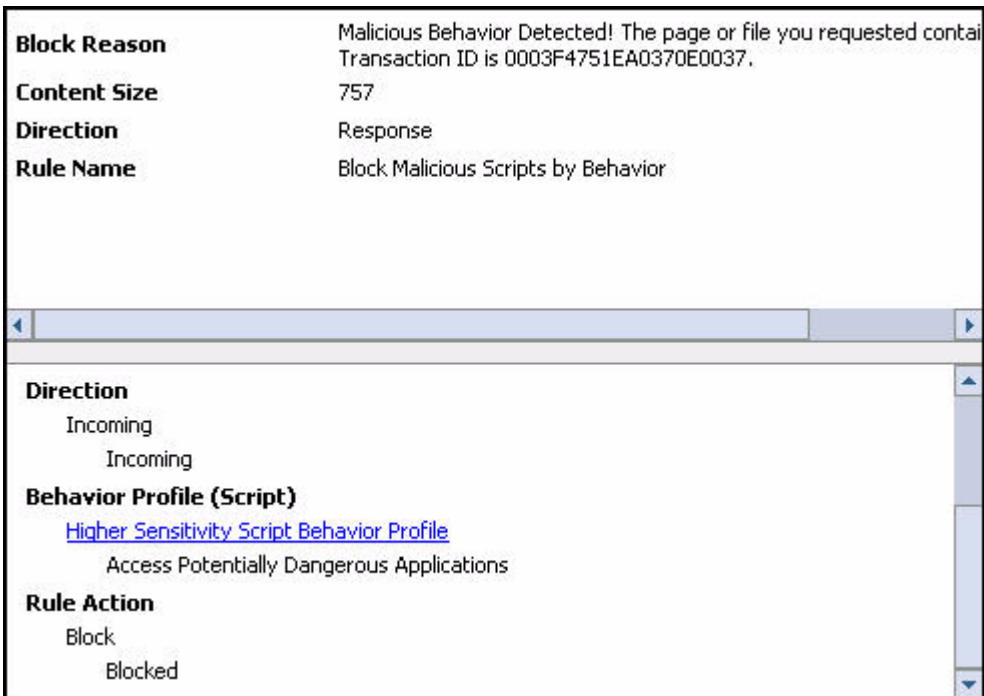 Block Reason Malicious Behavior Detected! The page or file you requested contai
Transaction ID is 0003F4751EA0370E0037.
Content Size 757
Direction Response
Rule Name Block Malicious Scripts by Behavior
Direction
Incoming
Incoming
Behavior Profile (Script)
Higher Sensitivity Script Behavior Profile
Access Potentially Dangerous Applications
Rule Action
Block
Blocked